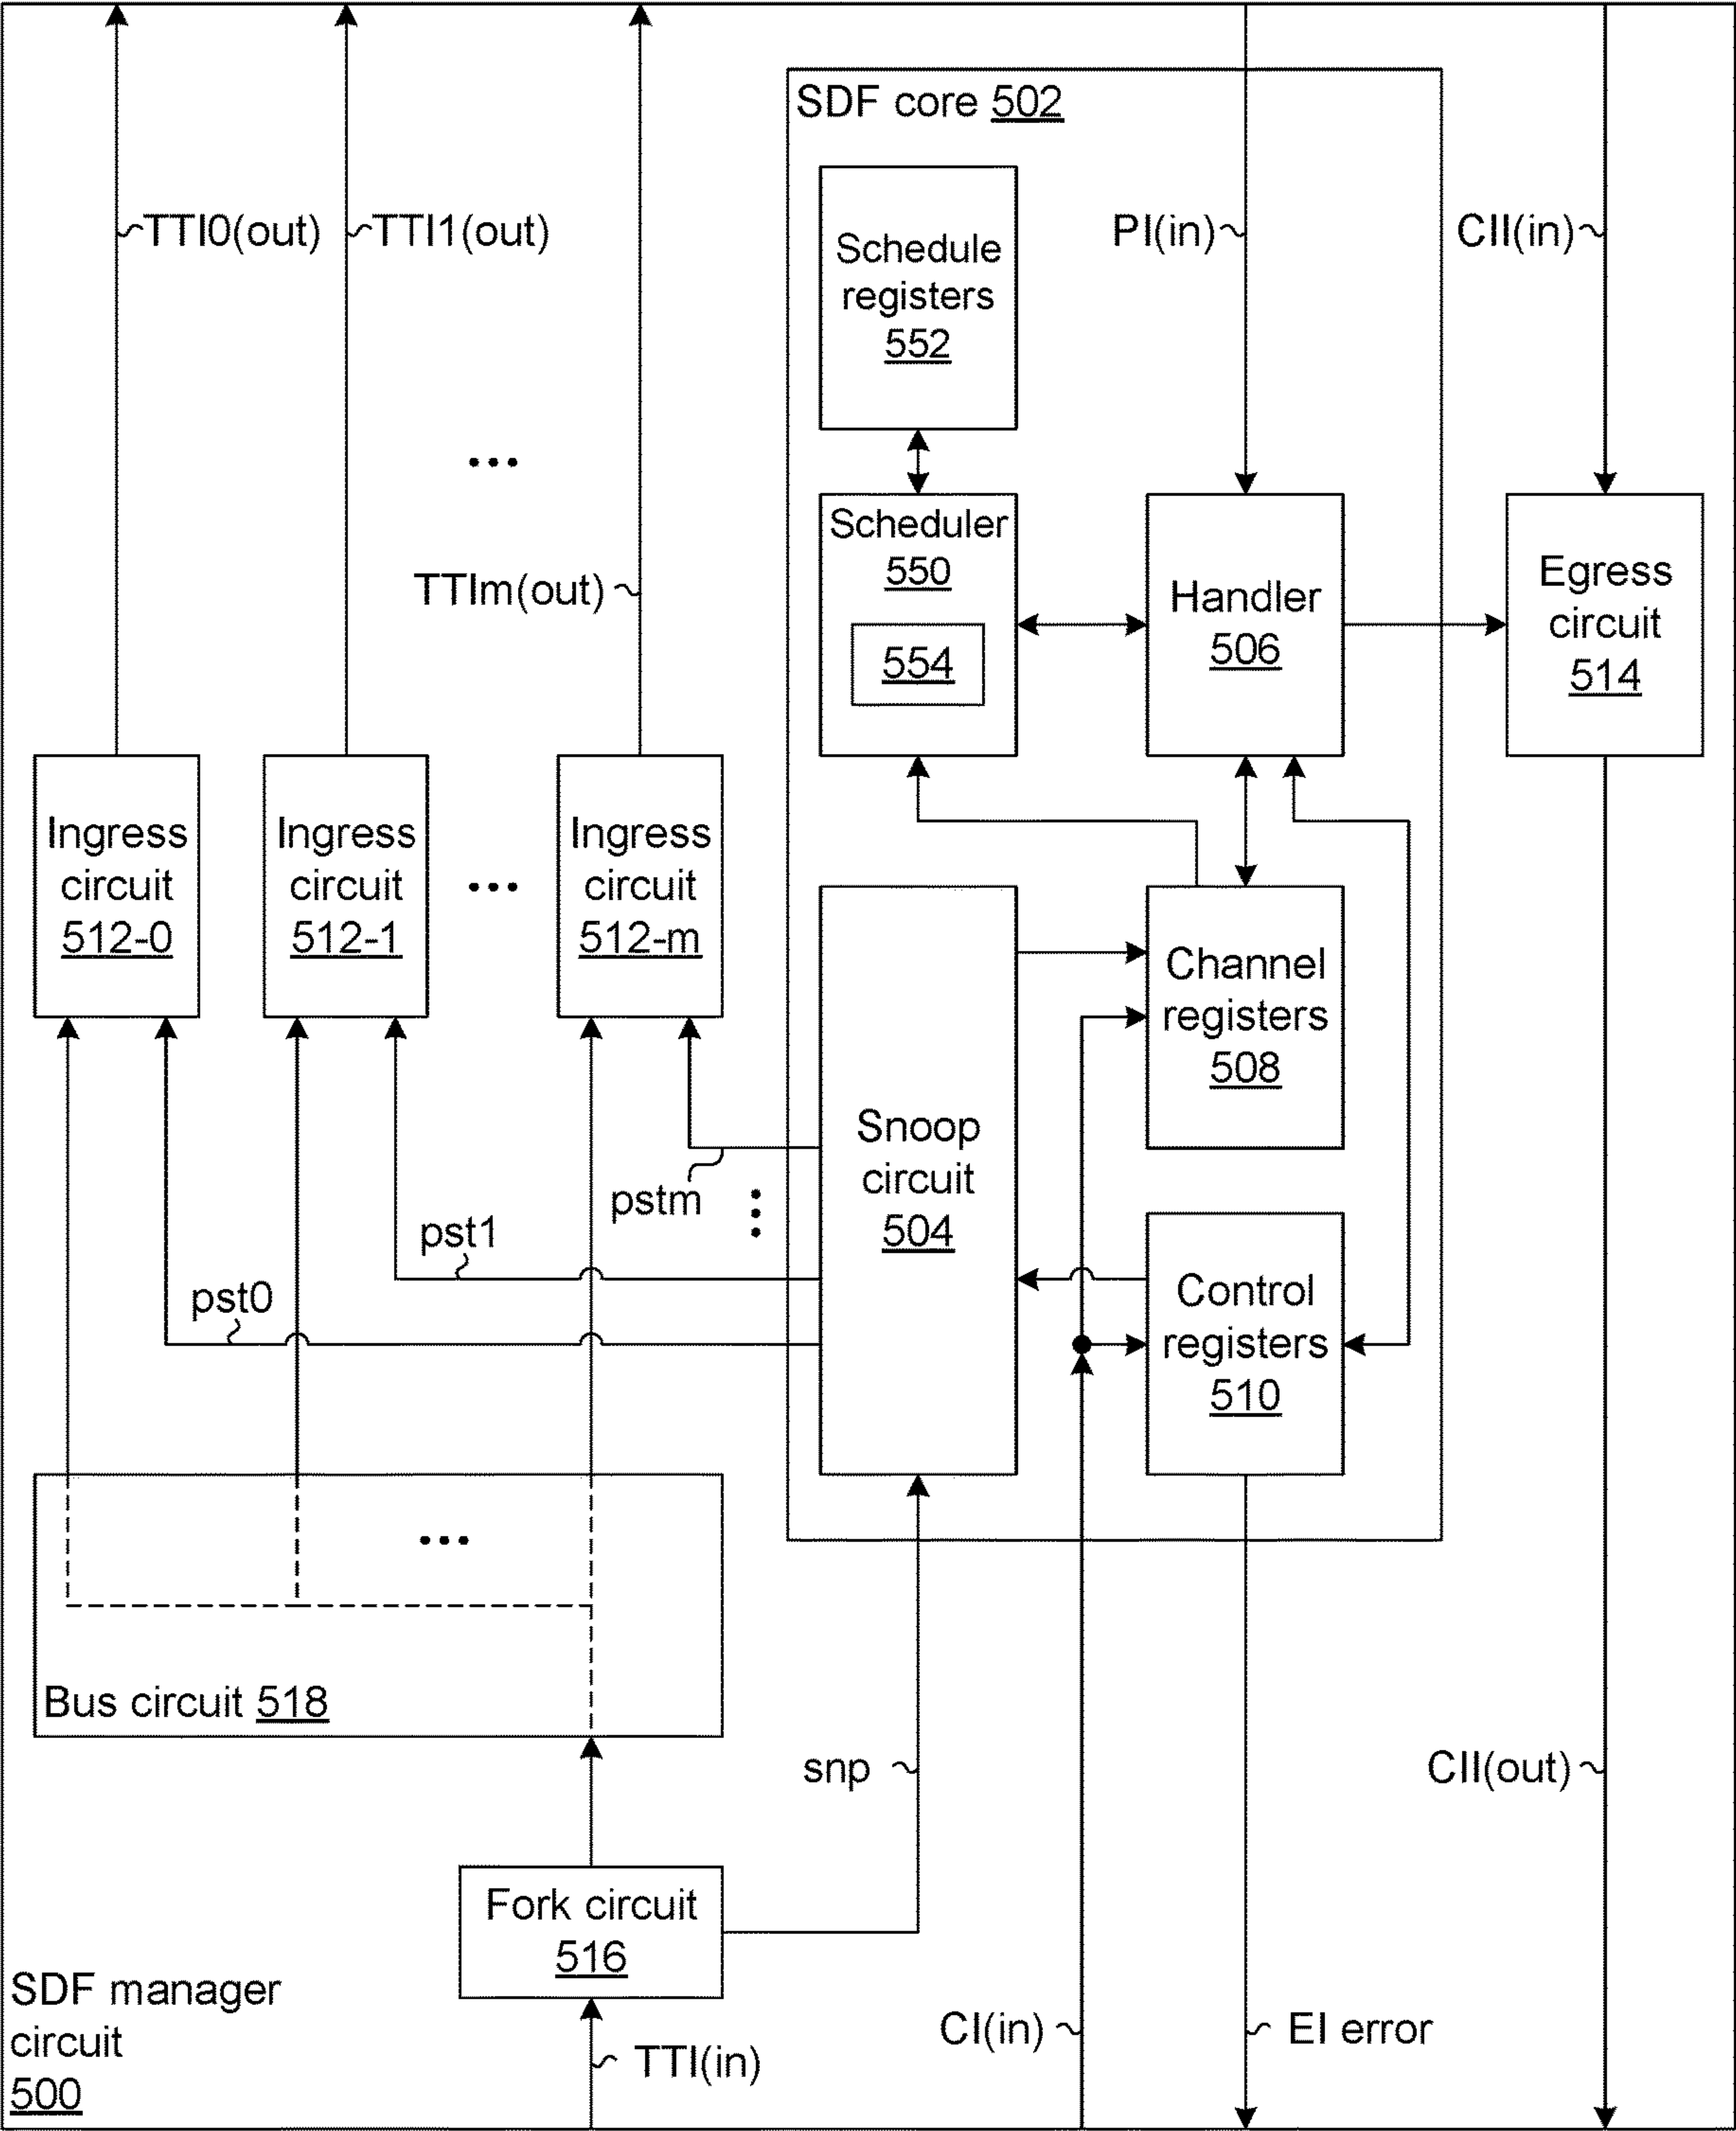 SDF core 502
TTI0(out)
TTI1(out)
PI(in)
CII(in)
Schedule
registers
552
•••
Scheduler
550
554
TTIm(out)
Handler
506
Egress
circuit
514
Ingress
circuit
512-0
Ingress
circuit
512-1
•••
Ingress
circuit
512-m
Channel
registers
508
Snoop
circuit
504
pstm
pst1
pst0
Control
registers
510
•••
Bus circuit 518
snp
CII(out)
Fork circuit
516
SDF manager
circuit
500
TTI(in)
CI(in)
EI error